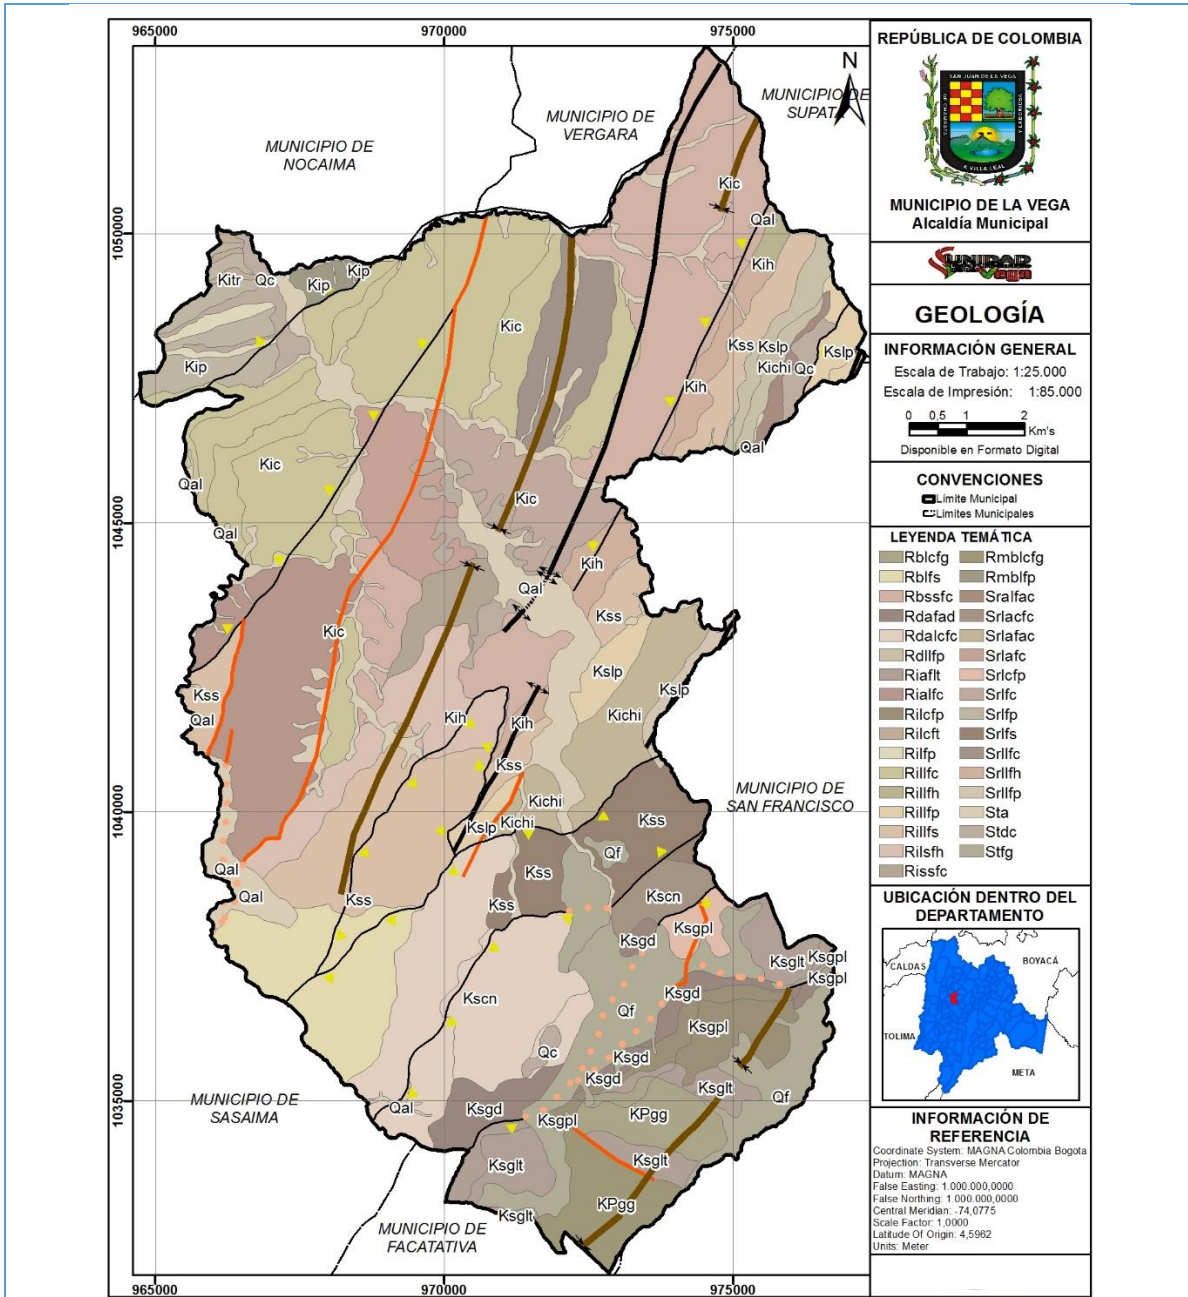 965000
970000
975000
N
MUNICIPIO DE
SUPATÁ
MUNICIPIO DE
VERGARA
MUNICIPIO DE
NOCAIMA
1050000
1045000
1040000
1035000
Kic
Qal
Kih
Kitr
Qc
Kip
Kip
Kip
Kic
Kss
Kslp
Kichi
Qc
Kslp
Kih
Qal
Kic
Qal
Qal
Kic
Kih
Qal
Kss
Kic
Kss
Qal
Kslp
Kslp
Kichi
Kih
Kih
Kss
Kichi
Kslp
Kichi
MUNICIPIO DE
SAN FRANCISCO
Kss
Qf
Qal
Qal
Kss
Kss
Kss
Kscn
Ksgpl
Ksgd
Ksglt
Ksgpl
Ksgpl
Kscn
Ksgd
Qf
Ksgpl
Qc
Ksgd
Ksgd
Ksglt
Qf
MUNICIPIO DE
SASAIMA
Qal
Ksgd
Ksgpl
KPgg
Ksglt
Ksglt
KPgg
Ksglt
MUNICIPIO DE
FACATATIVA
965000
970000
975000
REPÚBLICA DE COLOMBIA
SAN JUAN DE LA VEGA
MUNICIPIO DE LA VEGA
Alcaldía Municipal
UNIDAD
Vega
GEOLOGÍA
INFORMACIÓN GENERAL
Escala de Trabajo: 1:25.000
Escala de Impresión: 1:85.000
0 0,5 1 2
Km's
Disponible en Formato Digital
CONVENCIONES
Límite Municipal
Límites Municipales
LEYENDA TEMÁTICA
Rblcfg
Rblfs
Rbssfc
Rdafad
Rdalcfc
Rdllfp
Riaflt
Rialfc
Rilcfp
Rilcft
Rilfp
Rillfc
Rillfh
Rillfp
Rillfs
Rilsfh
Rissfc
Rmblcfg
Rmblfp
Sralfac
Srlacfc
Srlafac
Srlafc
Srlcfp
Srlfc
Srlfp
Srlfs
Srllfc
Srllfh
Srllfp
Sta
Stdc
Stfg
UBICACIÓN DENTRO DEL
DEPARTAMENTO
CALDAS
BOYACÁ
TOLIMA
META
INFORMACIÓN DE
REFERENCIA
Coordinate System: MAGNA Colombia Bogota
Projection: Transverse Mercator
Datum: MAGNA
False Easting: 1.000.000,0000
False Northing: 1.000.000,0000
Central Meridian: -74,0775
Scale Factor: 1,0000
Latitude Of Origin: 4,5962
Units: Meter